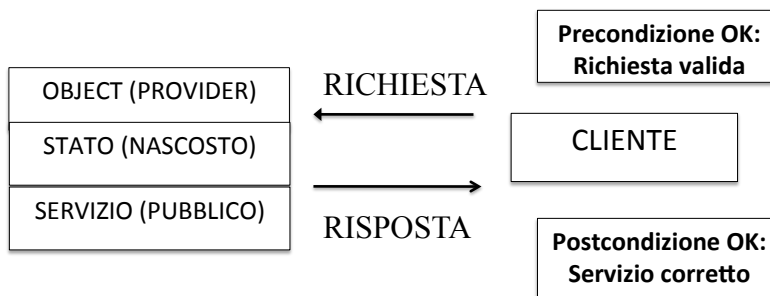 OBJECT (PROVIDER)
STATO (NASCOSTO)
SERVIZIO (PUBBLICO)
RICHIESTA
RISPOSTA
Precondizione OK:
Richiesta valida
CLIENTE
Postcondizione OK:
Servizio corretto